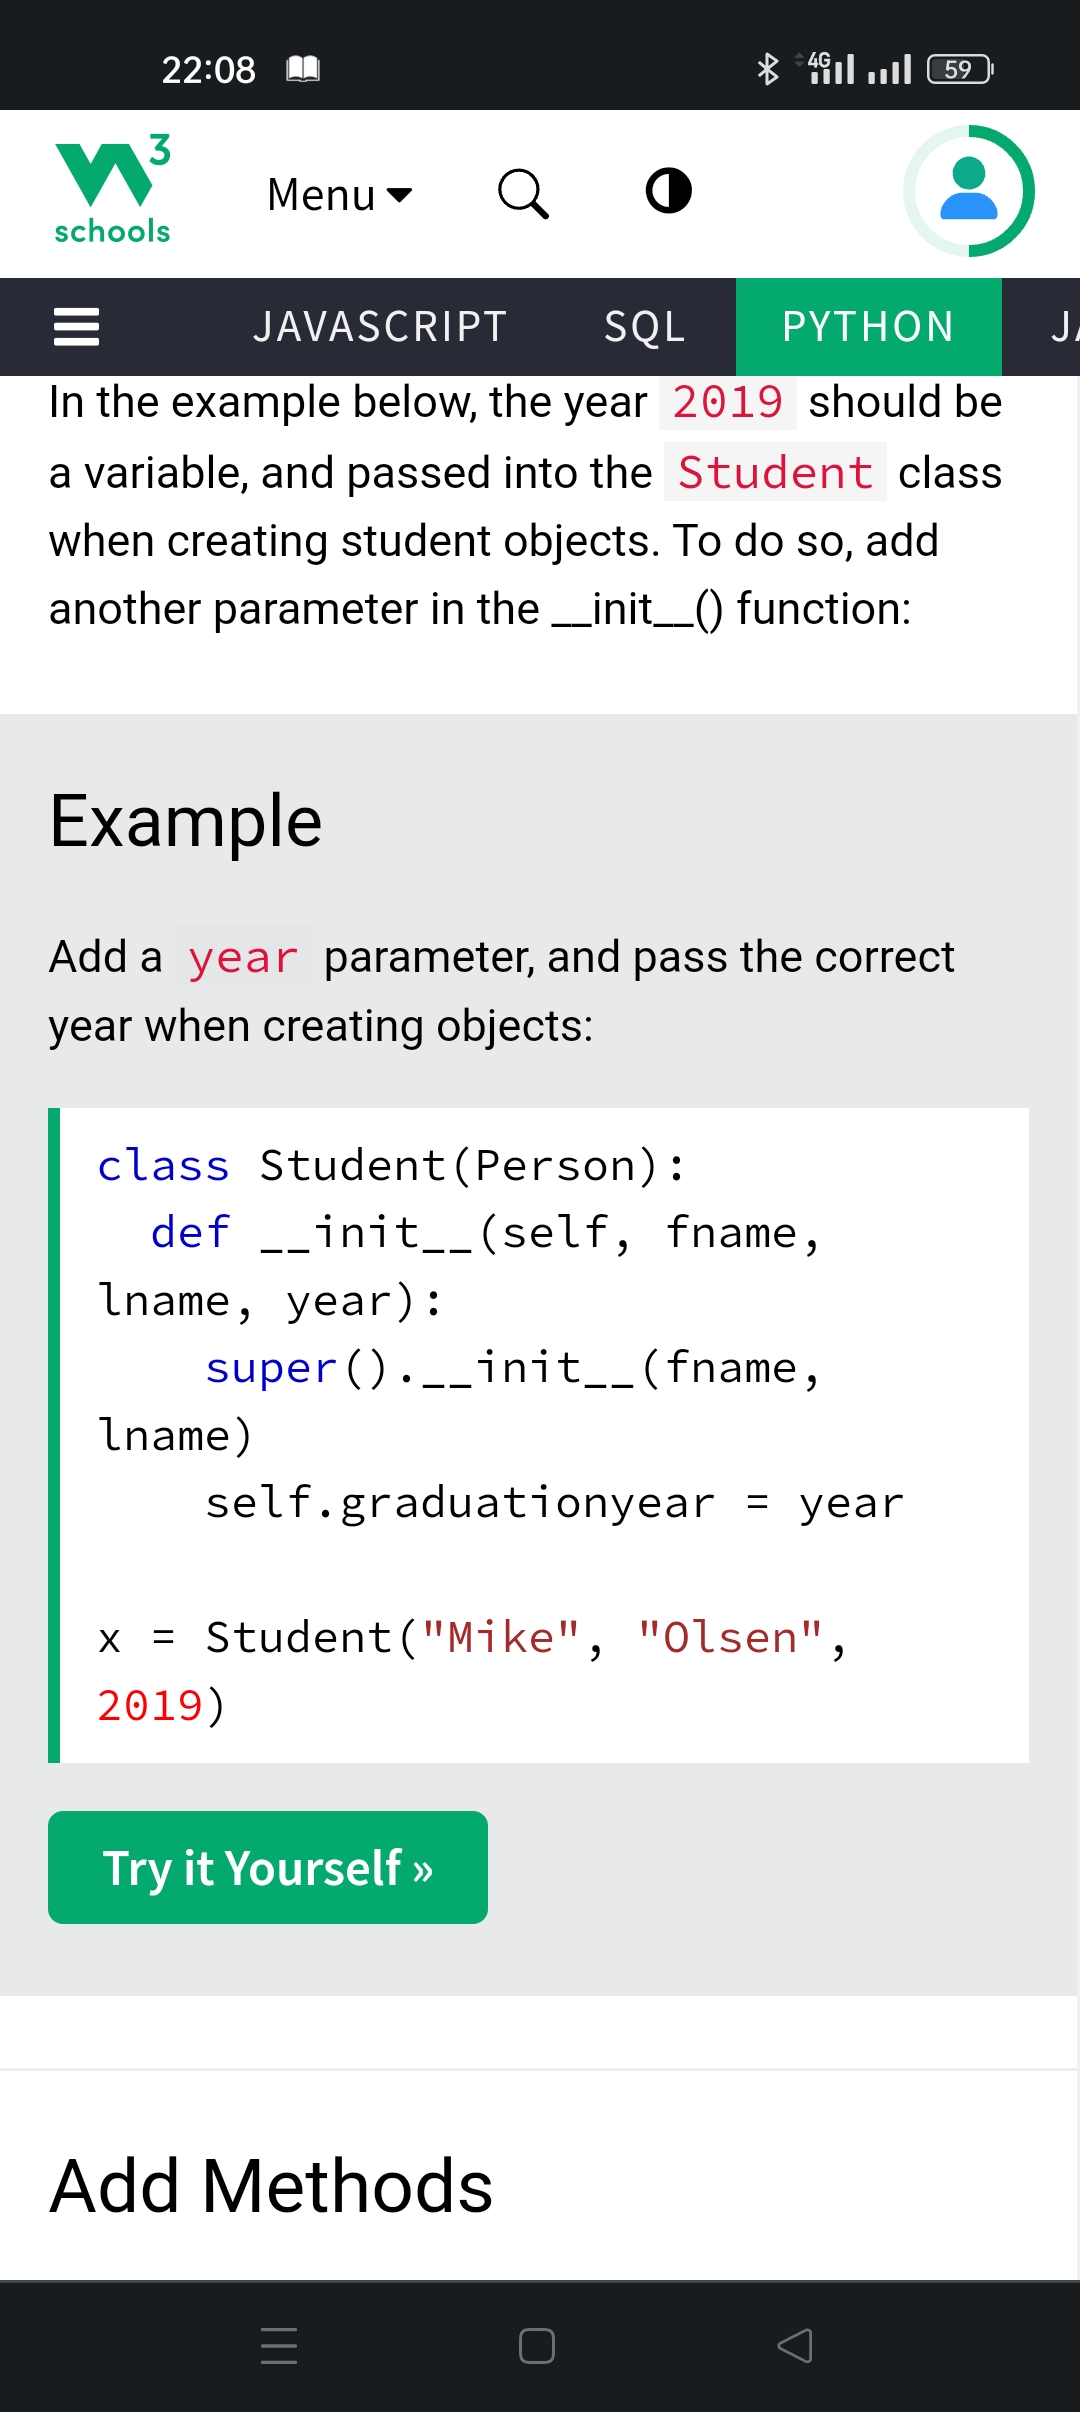 22:08
4G
59
W3
schools
Menu
JAVASCRIPT SQL PYTHON JA
In the example below, the year 2019 should be
a variable, and passed into the Student class
when creating student objects. To do so, add
another parameter in the __init__() function:
Example
Add a year parameter, and pass the correct
year when creating objects:
class Student(Person):
  def __init__(self, fname,
lname, year):
    super().__init__(fname,
lname)
    self.graduationyear = year
x = Student("Mike", "Olsen",
2019)
Try it Yourself »
Add Methods